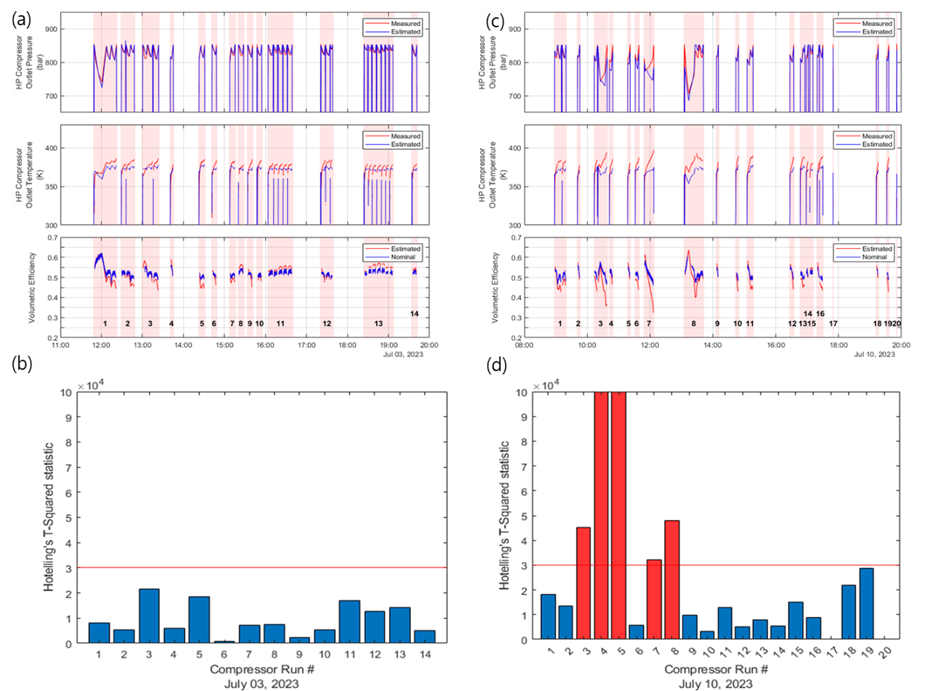 (a)
HP Compressor
Outlet Pressure
(bar)
900
800
700
Measured
Estimated
HP Compressor
Outlet Temperature
(K)
400
350
300
Measured
Estimated
Volumetric Efficiency
0.7
0.6
0.5
0.4
0.3
0.2
Estimated
Nominal
1 2 3 4 5 6 7 8 9 10 11 12 13 14
11:00 12:00 13:00 14:00 15:00 16:00 17:00 18:00 19:00 20:00
Jul 03, 2023
(c)
HP Compressor
Outlet Pressure
(bar)
900
800
700
Measured
Estimated
HP Compressor
Outlet Temperature
(K)
400
350
300
Measured
Estimated
Volumetric Efficiency
0.7
0.6
0.5
0.4
0.3
0.2
Estimated
Nominal
14 16
1 2 3 4 5 6 7 8 9 10 11 12 13 15 17 18 19 20
08:00 10:00 12:00 14:00 16:00 18:00 20:00
Jul 10, 2023
(b)
× 10⁴
Hotelling's T-Squared statistic
10
9
8
7
6
5
4
3
2
1
0
1 2 3 4 5 6 7 8 9 10 11 12 13 14
Compressor Run #
July 03, 2023
(d)
× 10⁴
Hotelling's T-Squared statistic
10
9
8
7
6
5
4
3
2
1
0
1 2 3 4 5 6 7 8 9 10 11 12 13 14 15 16 17 18 19 20
Compressor Run #
July 10, 2023